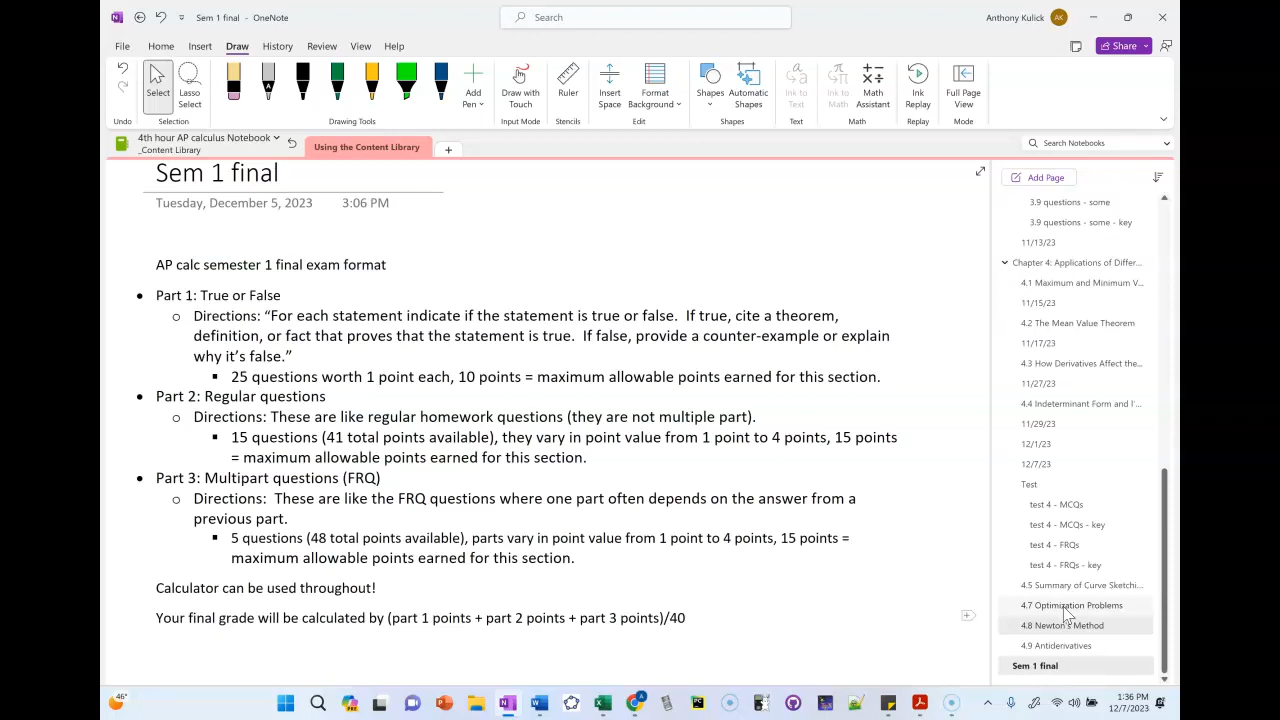 Sem 1 final - OneNote
Search
Anthony Kulick
AK
File Home Insert Draw History Review View Help
Share
Undo
Select
Lasso Select
Selection
Drawing Tools
Add Pen
Draw with Touch
Input Mode
Ruler
Stencils
Insert Space
Format Background
Edit
Shapes
Automatic Shapes
Shapes
Ink to Text
Text
Ink to Math
Math Assistant
Math
Ink Replay
Replay
Full Page View
Mode
4th hour AP calculus Notebook
_Content Library
Using the Content Library
+
Search Notebooks
Sem 1 final
Tuesday, December 5, 2023 3:06 PM
AP calc semester 1 final exam format
• Part 1: True or False
o Directions: “For each statement indicate if the statement is true or false. If true, cite a theorem,
definition, or fact that proves that the statement is true. If false, provide a counter-example or explain
why it’s false.”
▪ 25 questions worth 1 point each, 10 points = maximum allowable points earned for this section.
• Part 2: Regular questions
o Directions: These are like regular homework questions (they are not multiple part).
▪ 15 questions (41 total points available), they vary in point value from 1 point to 4 points, 15 points
= maximum allowable points earned for this section.
• Part 3: Multipart questions (FRQ)
o Directions: These are like the FRQ questions where one part often depends on the answer from a
previous part.
▪ 5 questions (48 total points available), parts vary in point value from 1 point to 4 points, 15 points =
maximum allowable points earned for this section.
Calculator can be used throughout!
Your final grade will be calculated by (part 1 points + part 2 points + part 3 points)/40
Add Page
3.9 questions - some
3.9 questions - some - key
11/13/23
Chapter 4: Applications of Differ...
4.1 Maximum and Minimum V...
11/15/23
4.2 The Mean Value Theorem
11/17/23
4.3 How Derivatives Affect the...
11/27/23
4.4 Indeterminant Form and l'...
11/29/23
12/1/23
12/7/23
Test
test 4 - MCQs
test 4 - MCQs - key
test 4 - FRQs
test 4 - FRQs - key
4.5 Summary of Curve Sketchi...
4.7 Optimization Problems
4.8 Newton's Method
4.9 Antiderivatives
Sem 1 final
46°
1:36 PM
12/7/2023